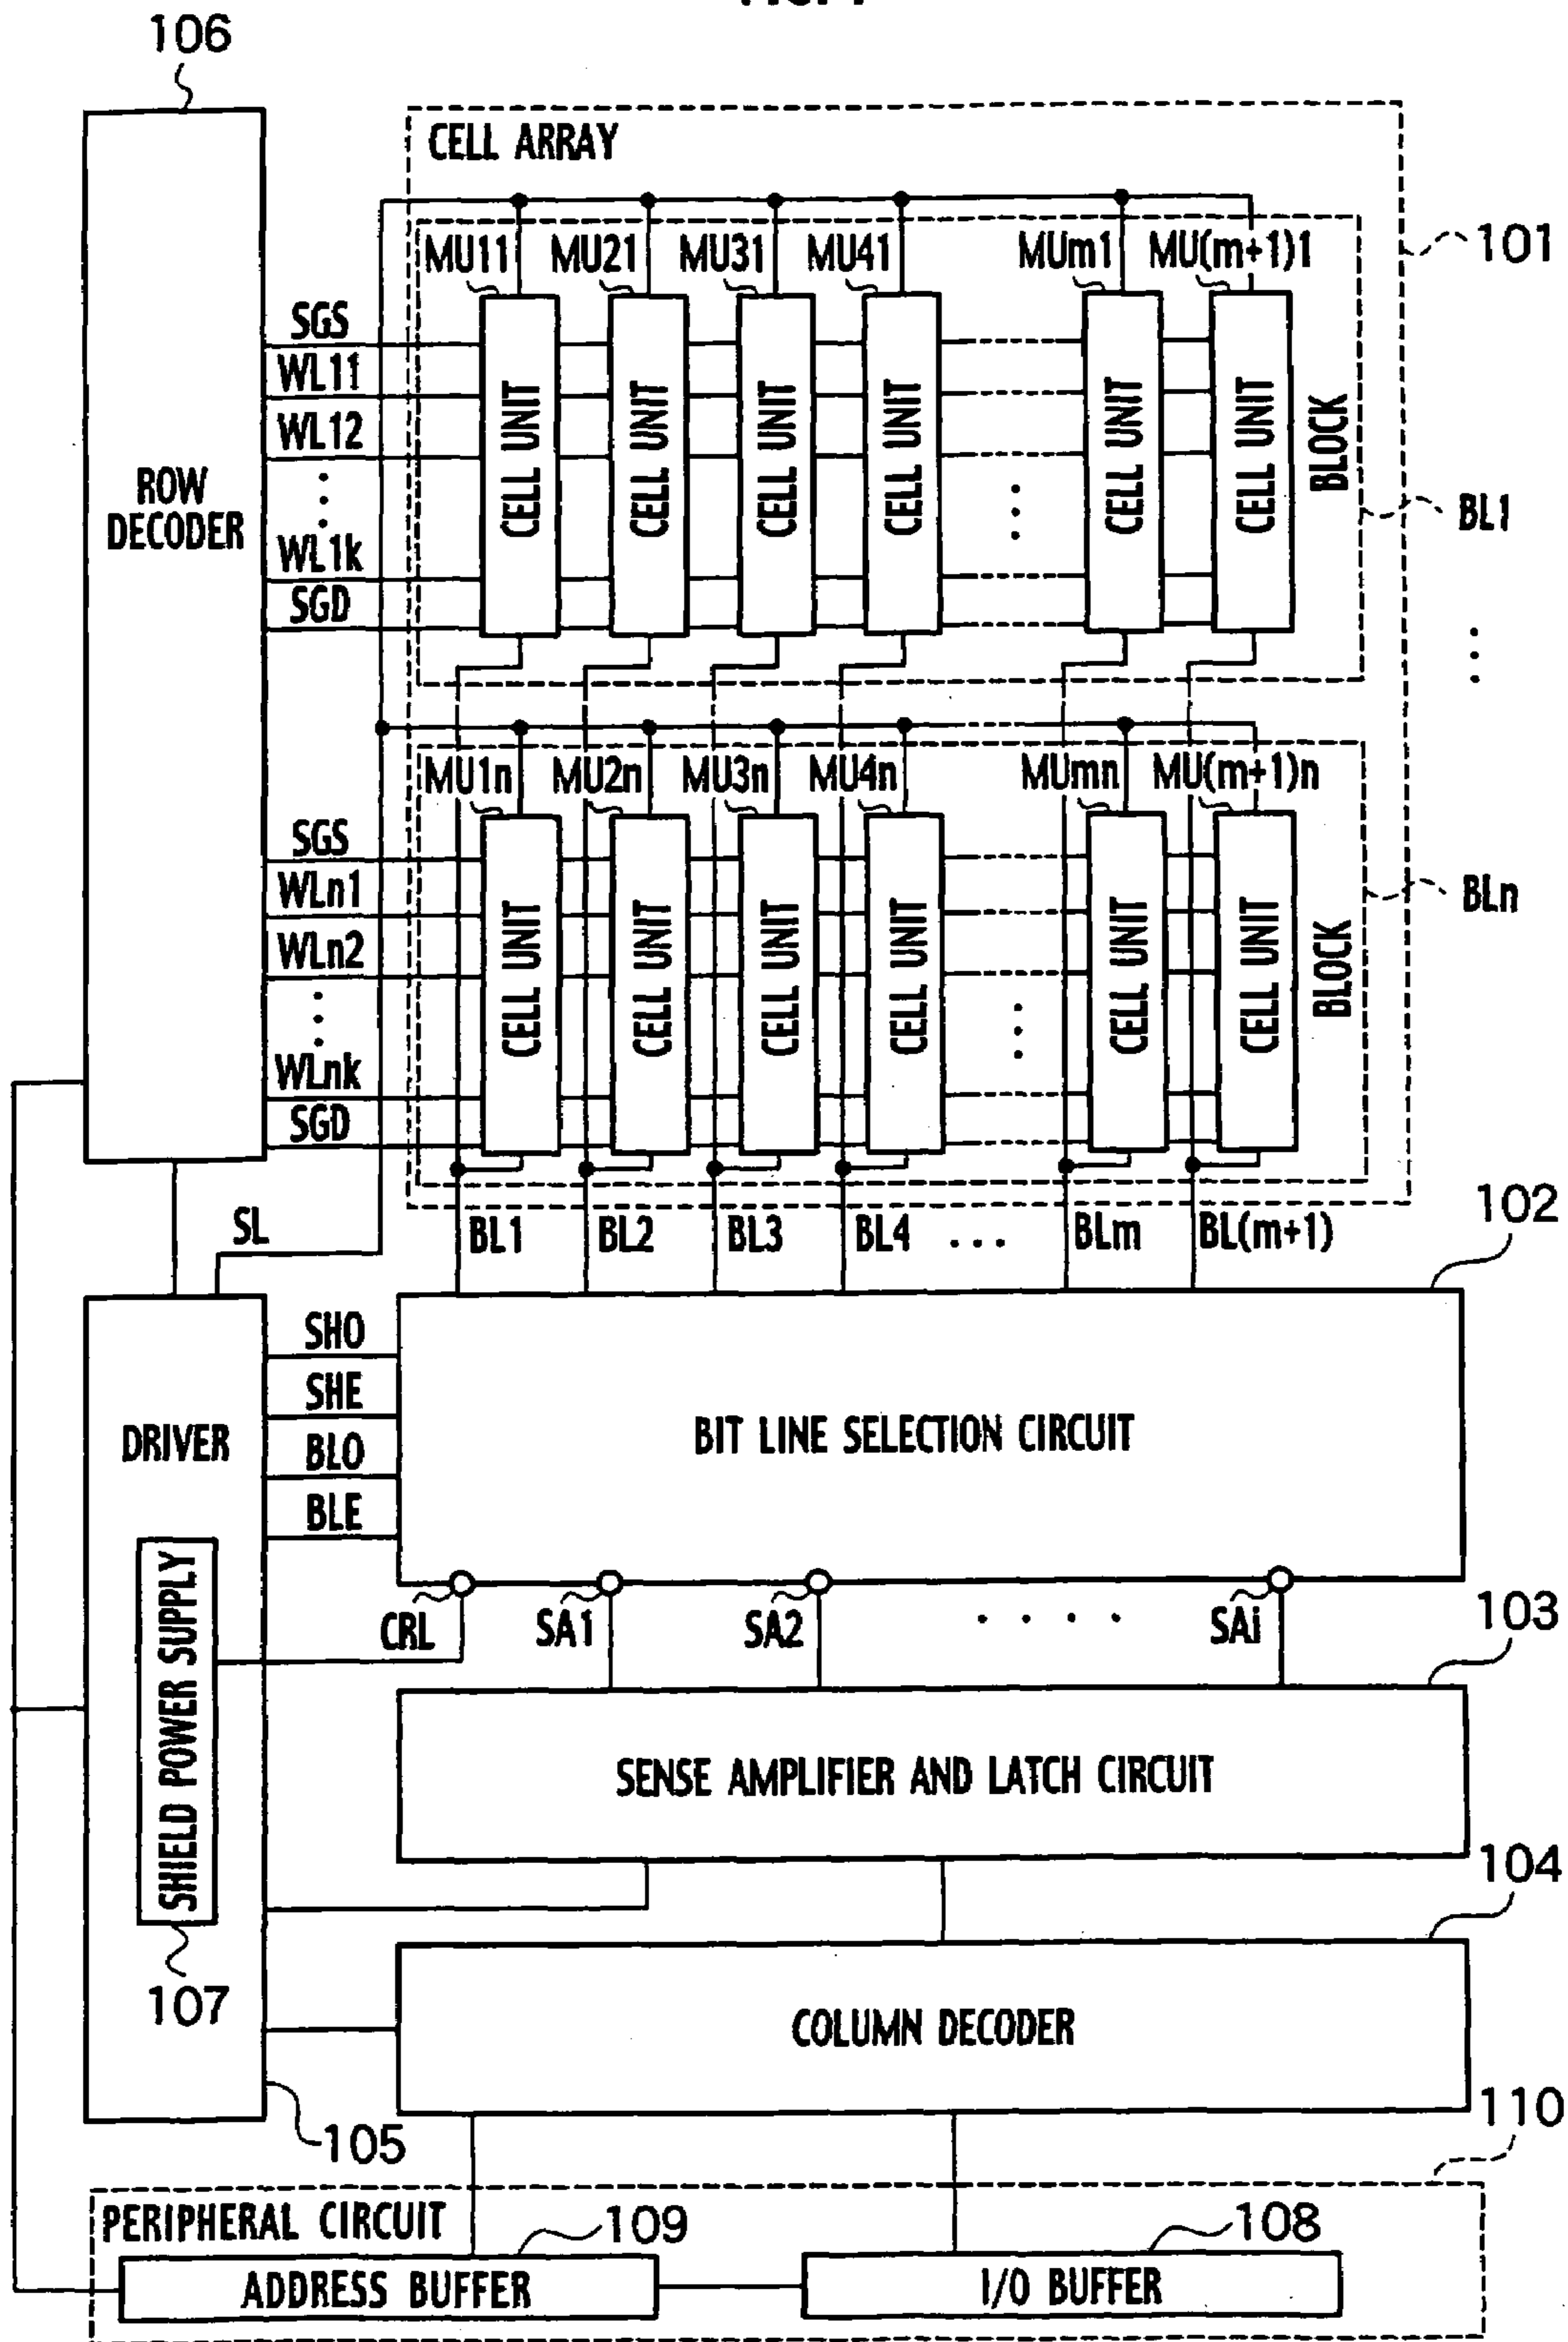 106
CELL ARRAY
101
MU11 MU21 MU31 MU41 MUm1 MU(m+1)1
SGS
WL11
WL12
WL1k
SGD
ROW
DECODER
CELL UNIT
CELL UNIT
CELL UNIT
CELL UNIT
CELL UNIT
CELL UNIT
BLOCK
BL1
MU1n MU2n MU3n MU4n MUmn MU(m+1)n
SGS
WLn1
WLn2
WLnk
SGD
CELL UNIT
CELL UNIT
CELL UNIT
CELL UNIT
CELL UNIT
CELL UNIT
BLOCK
BLn
SL
BL1 BL2 BL3 BL4 ... BLm BL(m+1)
102
SHO
SHE
BLO
BLE
DRIVER
BIT LINE SELECTION CIRCUIT
SHIELD POWER SUPPLY
CRL SA1 SA2 .... SAi
103
SENSE AMPLIFIER AND LATCH CIRCUIT
104
107
COLUMN DECODER
105
110
PERIPHERAL CIRCUIT
109
108
ADDRESS BUFFER
I/O BUFFER